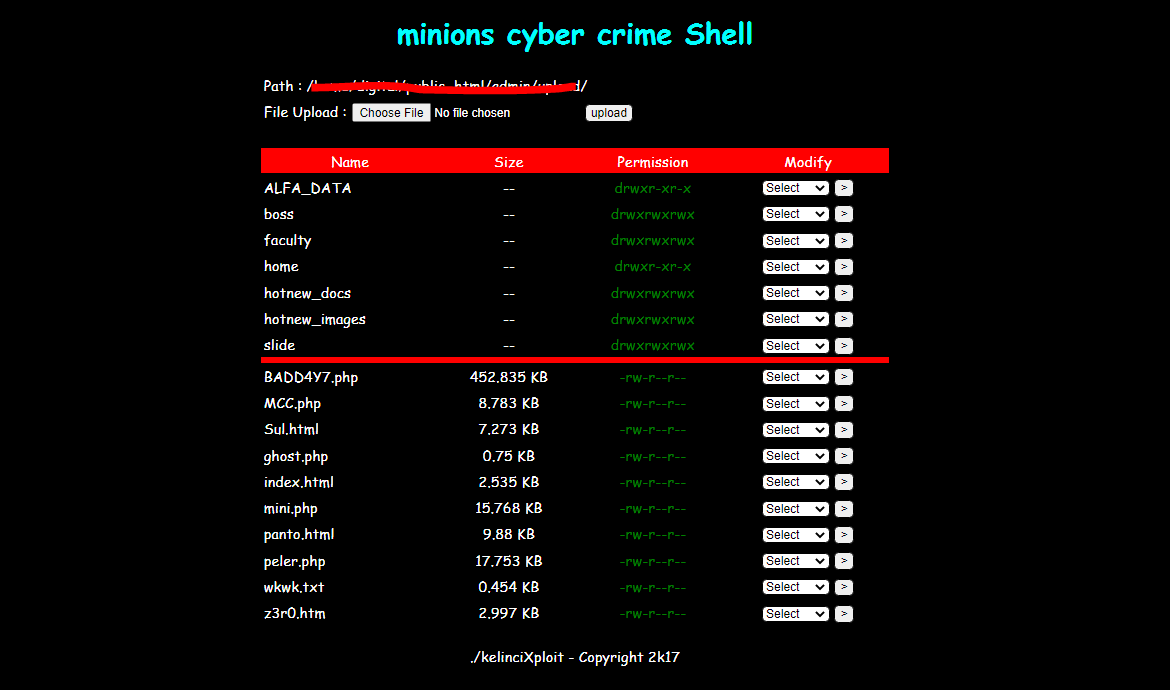 minions cyber crime Shell
Path : /
File Upload : Choose File No file chosen upload
Name Size Permission Modify
ALFA_DATA -- drwxr-xr-x Select >
boss -- drwxrwxrwx Select >
faculty -- drwxrwxrwx Select >
home -- drwxr-xr-x Select >
hotnew_docs -- drwxrwxrwx Select >
hotnew_images -- drwxrwxrwx Select >
slide -- drwxrwxrwx Select >
BADD4Y7.php 452.835 KB -rw-r--r-- Select >
MCC.php 8.783 KB -rw-r--r-- Select >
Sul.html 7.273 KB -rw-r--r-- Select >
ghost.php 0.75 KB -rw-r--r-- Select >
index.html 2.535 KB -rw-r--r-- Select >
mini.php 15.768 KB -rw-r--r-- Select >
panto.html 9.88 KB -rw-r--r-- Select >
peler.php 17.753 KB -rw-r--r-- Select >
wkwk.txt 0.454 KB -rw-r--r-- Select >
z3r0.htm 2.997 KB -rw-r--r-- Select >
./kelinciXploit - Copyright 2k17